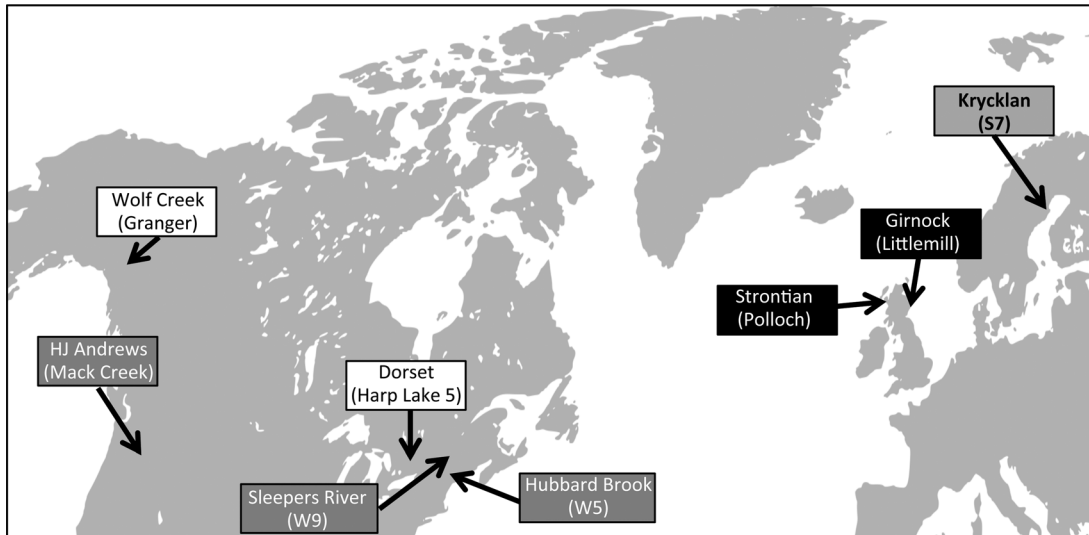 Krycklan
(S7)
Wolf Creek
(Granger)
Girnock
(Littlemill)
Strontian
(Polloch)
HJ Andrews
(Mack Creek)
Dorset
(Harp Lake 5)
Sleepers River
(W9)
Hubbard Brook
(W5)